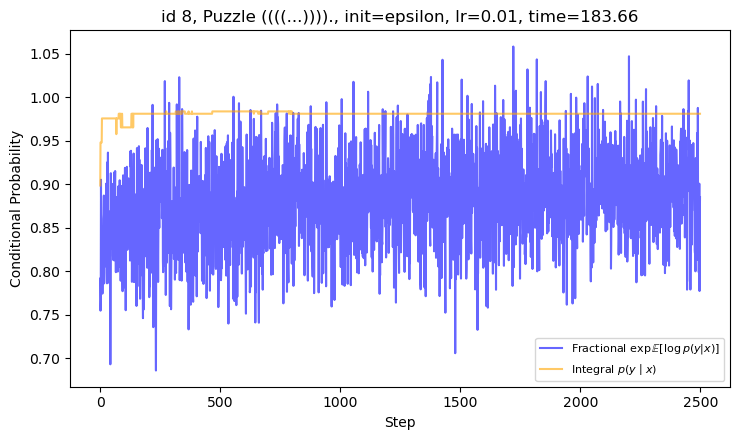 id 8, Puzzle ((((...))))., init=epsilon, lr=0.01, time=183.66
Conditional Probability
1.05
1.00
0.95
0.90
0.85
0.80
0.75
0.70
0
500
1000
1500
2000
2500
Step
Fractional exp𝔼[log p(y|x)]
Integral p(y | x)